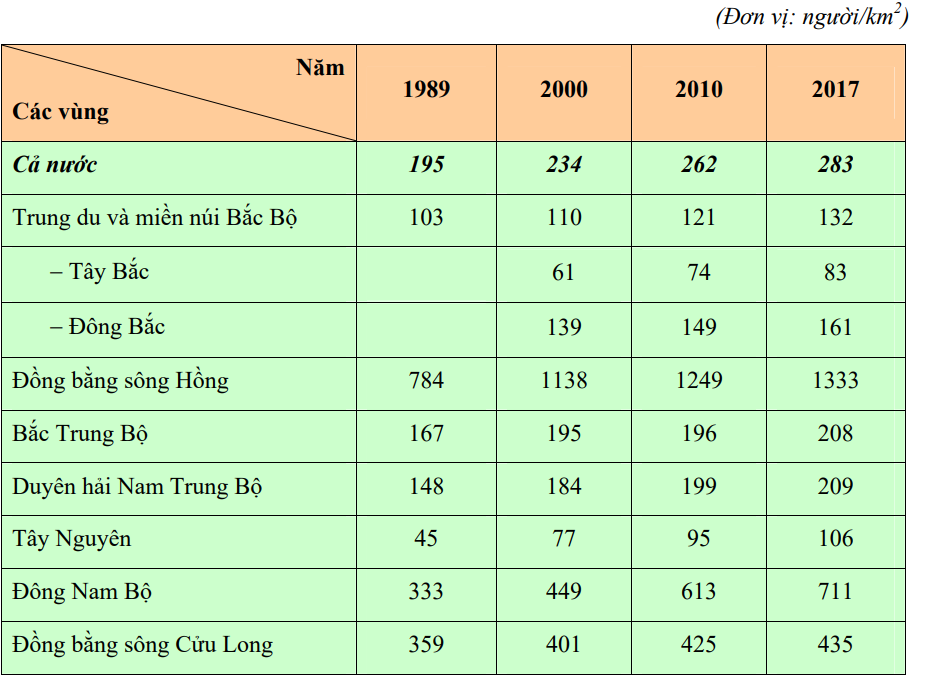 (Đơn vị: người/km²)
Năm
Các vùng
1989 2000 2010 2017
Cả nước 195 234 262 283
Trung du và miền núi Bắc Bộ 103 110 121 132
– Tây Bắc 61 74 83
– Đông Bắc 139 149 161
Đồng bằng sông Hồng 784 1138 1249 1333
Bắc Trung Bộ 167 195 196 208
Duyên hải Nam Trung Bộ 148 184 199 209
Tây Nguyên 45 77 95 106
Đông Nam Bộ 333 449 613 711
Đồng bằng sông Cửu Long 359 401 425 435